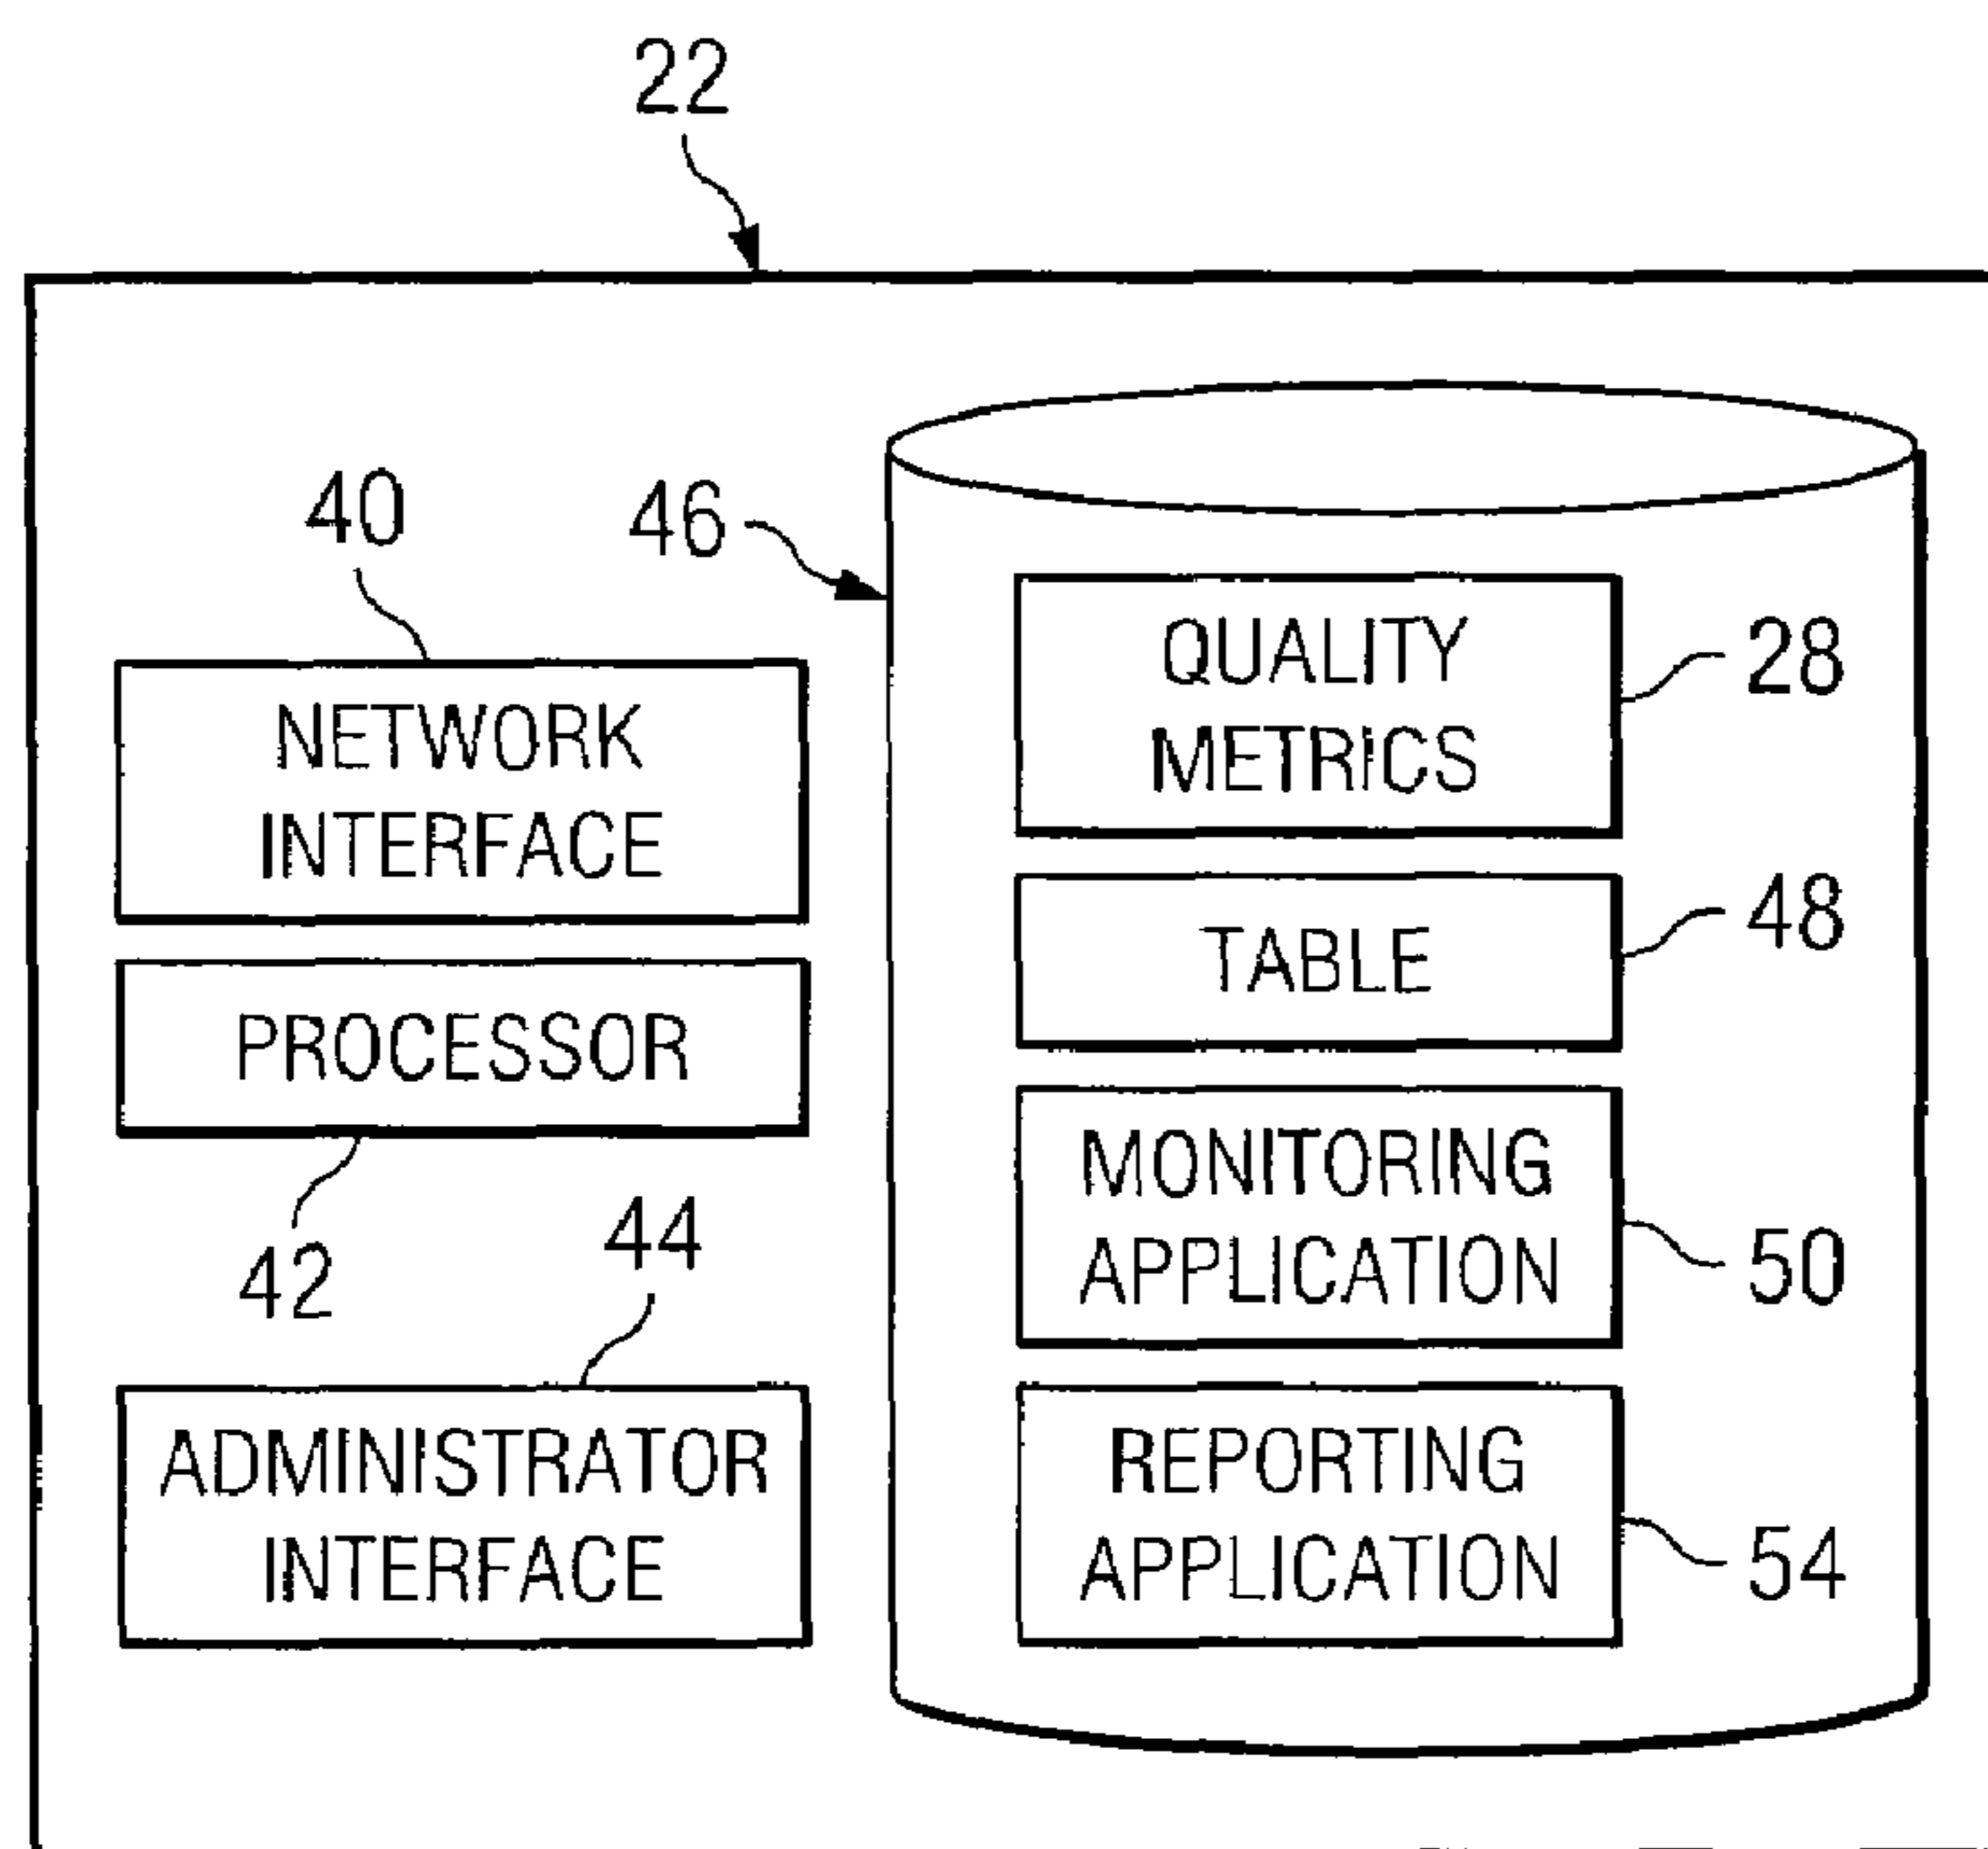 22
40
46
QUALITY
METRICS
28
NETWORK
INTERFACE
TABLE
48
PROCESSOR
42
44
MONITORING
APPLICATION
50
ADMINISTRATOR
INTERFACE
REPORTING
APPLICATION
54